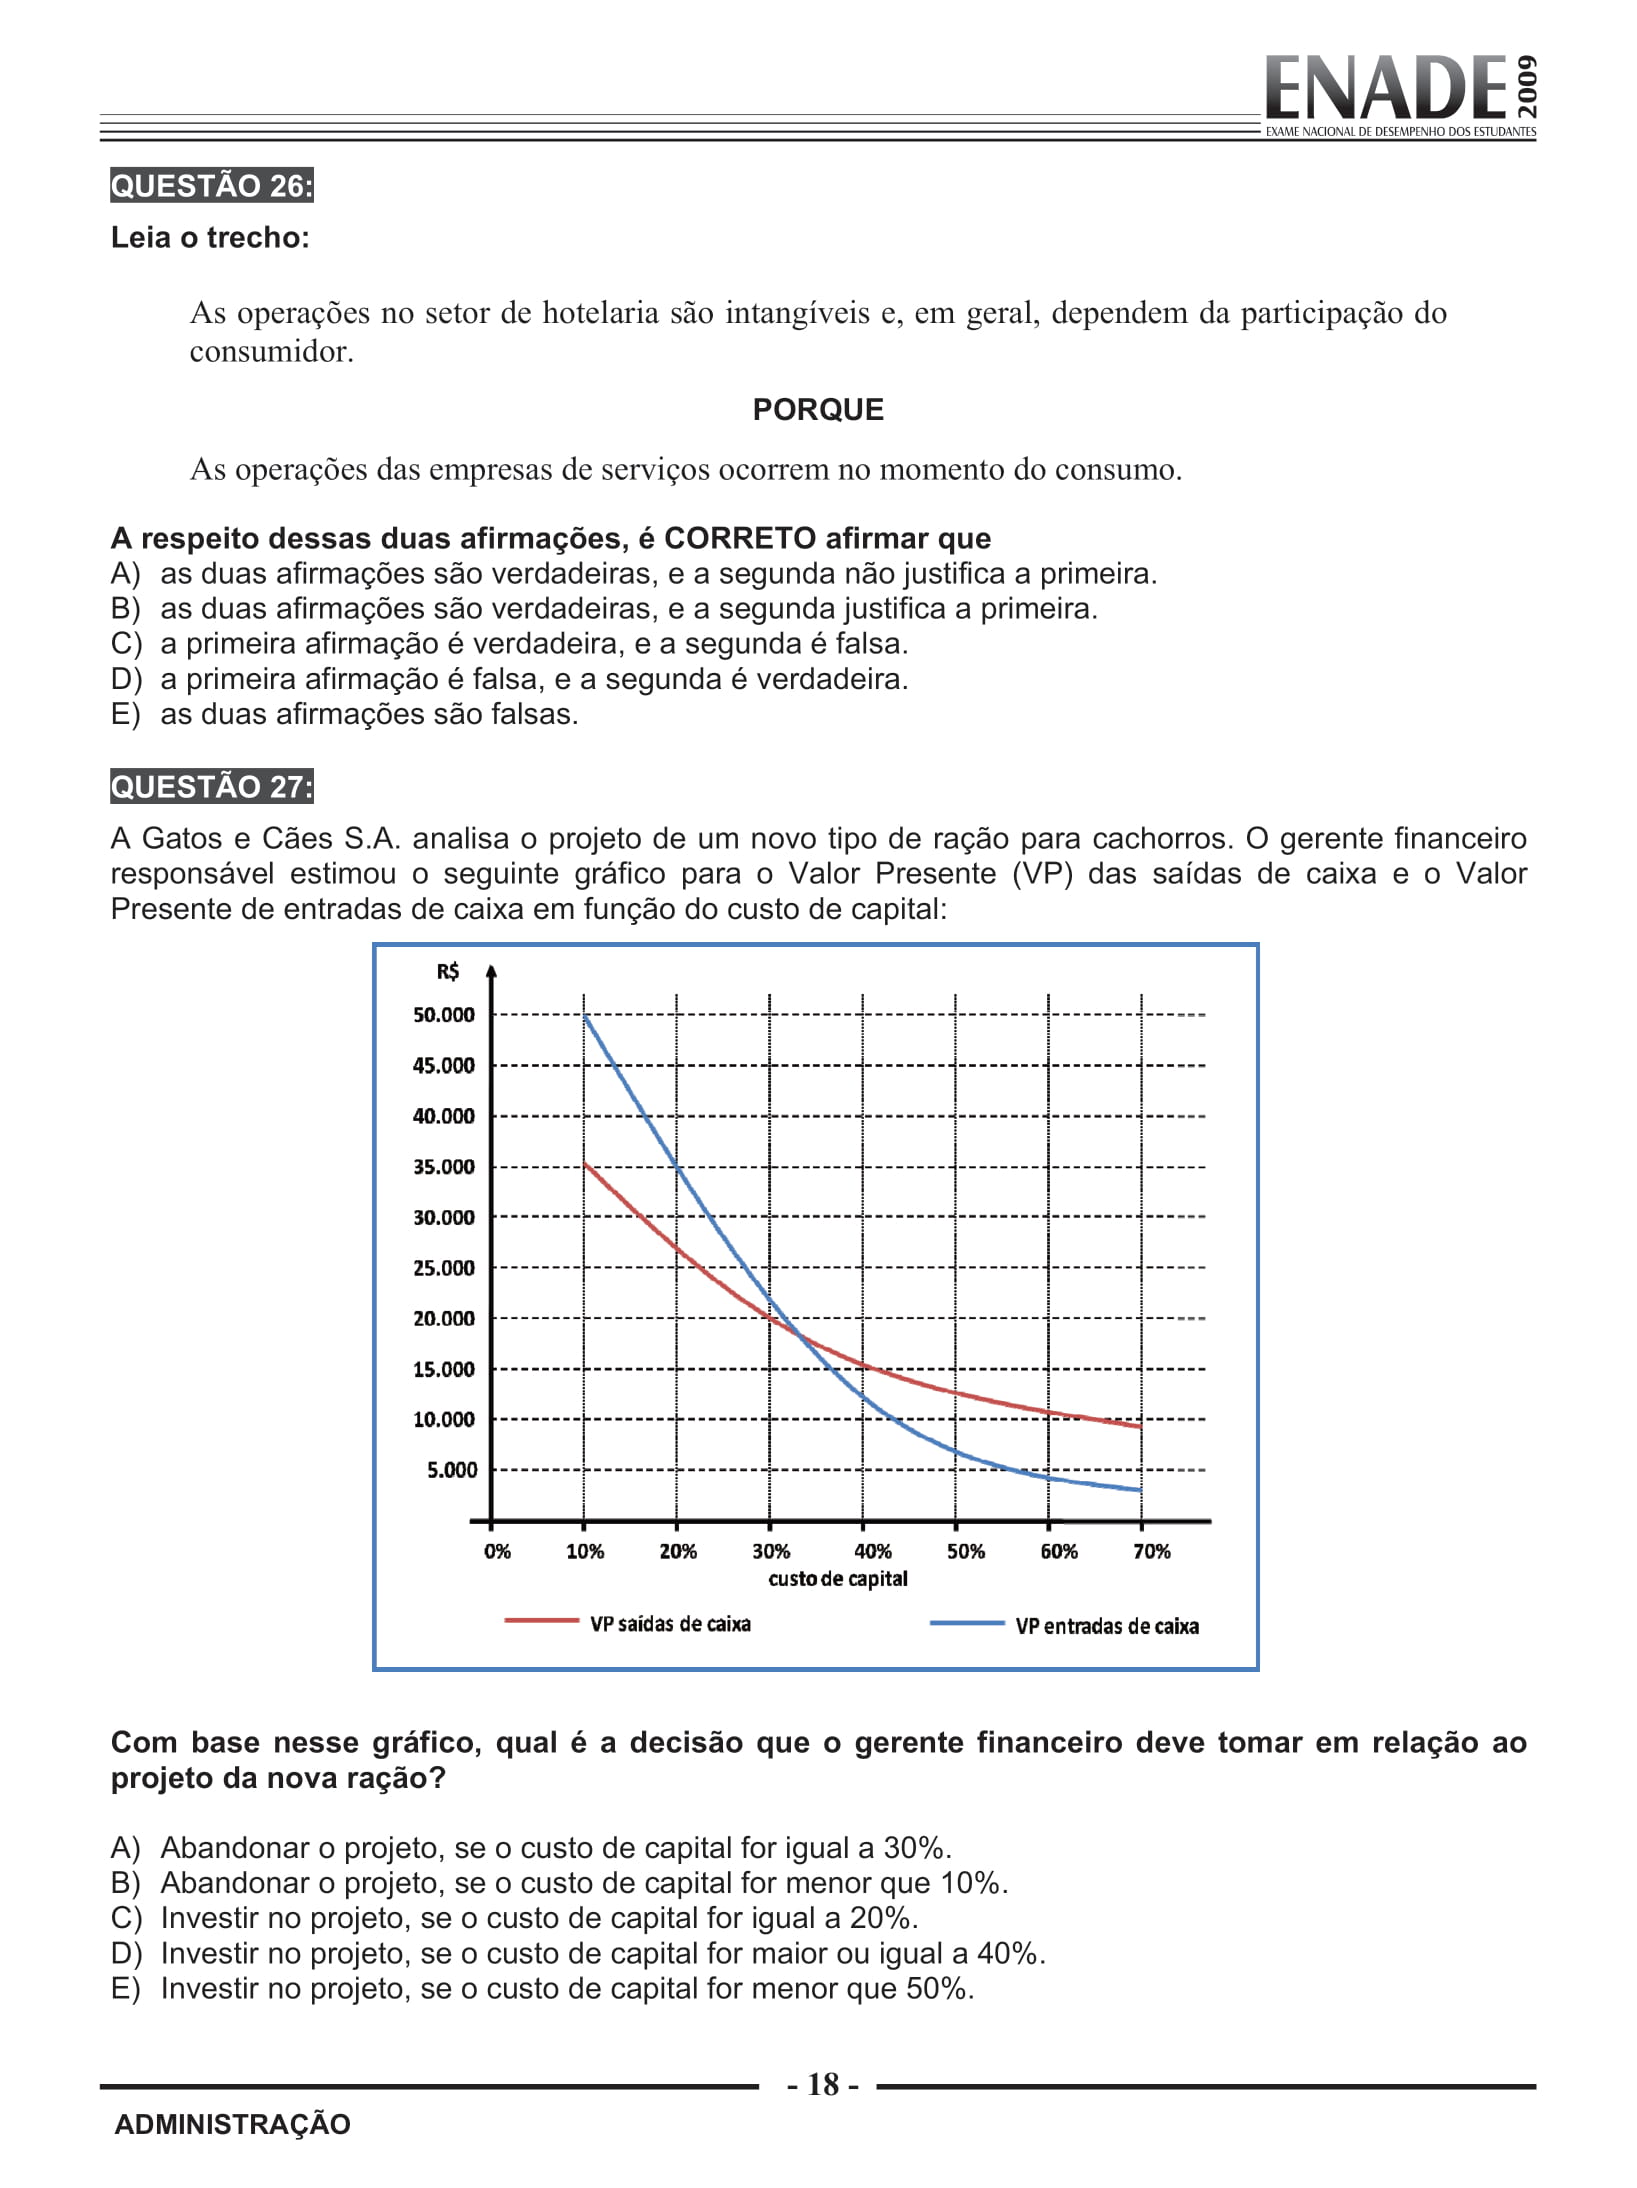 ENADE 2009
EXAME NACIONAL DE DESEMPENHO DOS ESTUDANTES
QUESTÃO 26:
Leia o trecho:
As operações no setor de hotelaria são intangíveis e, em geral, dependem da participação do
consumidor.
PORQUE
As operações das empresas de serviços ocorrem no momento do consumo.
A respeito dessas duas afirmações, é CORRETO afirmar que
A) as duas afirmações são verdadeiras, e a segunda não justifica a primeira.
B) as duas afirmações são verdadeiras, e a segunda justifica a primeira.
C) a primeira afirmação é verdadeira, e a segunda é falsa.
D) a primeira afirmação é falsa, e a segunda é verdadeira.
E) as duas afirmações são falsas.
QUESTÃO 27:
A Gatos e Cães S.A. analisa o projeto de um novo tipo de ração para cachorros. O gerente financeiro
responsável estimou o seguinte gráfico para o Valor Presente (VP) das saídas de caixa e o Valor
Presente de entradas de caixa em função do custo de capital:
R$
50.000
45.000
40.000
35.000
30.000
25.000
20.000
15.000
10.000
5.000
0% 10% 20% 30% 40% 50% 60% 70%
custo de capital
VP saídas de caixa VP entradas de caixa
Com base nesse gráfico, qual é a decisão que o gerente financeiro deve tomar em relação ao
projeto da nova ração?
A) Abandonar o projeto, se o custo de capital for igual a 30%.
B) Abandonar o projeto, se o custo de capital for menor que 10%.
C) Investir no projeto, se o custo de capital for igual a 20%.
D) Investir no projeto, se o custo de capital for maior ou igual a 40%.
E) Investir no projeto, se o custo de capital for menor que 50%.
- 18 -
ADMINISTRAÇÃO